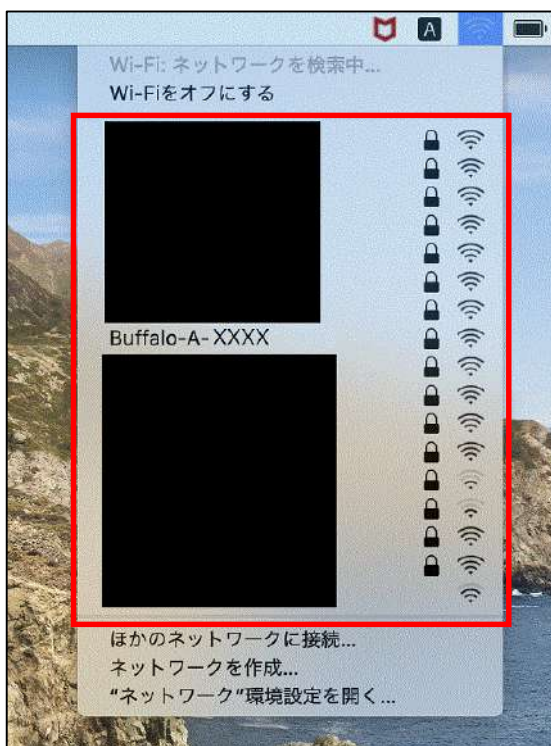 A
Wi-Fi: ネットワークを検索中...
Wi-Fiをオフにする
Buffalo-A-XXXX
ほかのネットワークに接続...
ネットワークを作成...
“ネットワーク”環境設定を開く...